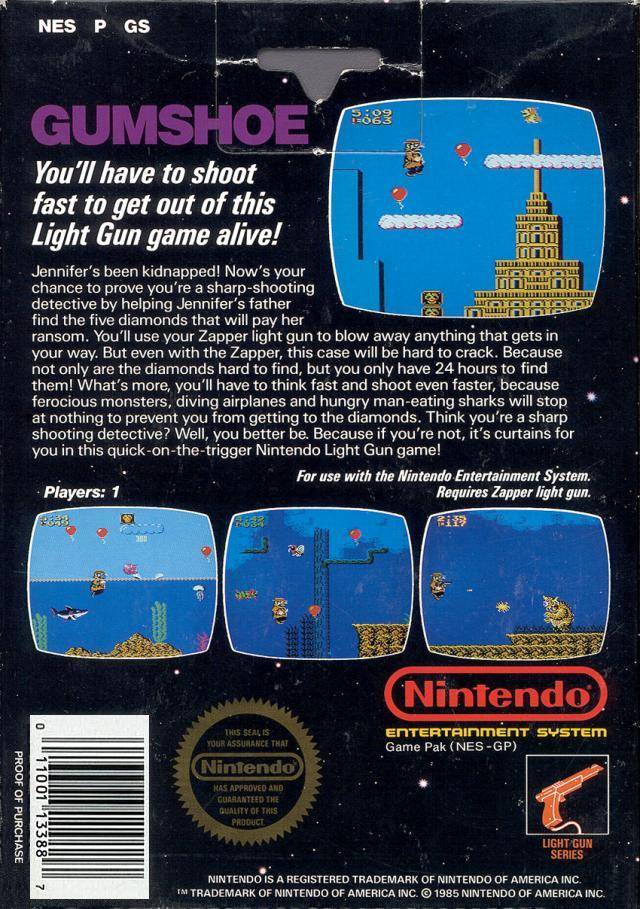 NES P GS
GUMSHOE
You'll have to shoot
fast to get out of this
Light Gun game alive!
5:09
063
Jennifer's been kidnapped! Now's your
chance to prove you're a sharp-shooting
detective by helping Jennifer's father
find the five diamonds that will pay her
ransom. You'll use your Zapper light gun to blow away anything that gets in
your way. But even with the Zapper, this case will be hard to crack. Because
not only are the diamonds hard to find, but you only have 24 hours to find
them! What's more, you'll have to think fast and shoot even faster, because
ferocious monsters, diving airplanes and hungry man-eating sharks will stop
at nothing to prevent you from getting to the diamonds. Think you're a sharp
shooting detective? Well, you better be. Because if you're not, it's curtains for
you in this quick-on-the-trigger Nintendo Light Gun game!
For use with the Nintendo Entertainment System.
Requires Zapper light gun.
Players: 1
300
Nintendo®
ENTERTAINMENT SYSTEM
Game Pak (NES-GP)
THIS SEAL IS
YOUR ASSURANCE THAT
Nintendo
HAS APPROVED AND
GUARANTEED THE
QUALITY OF THIS
PRODUCT.
LIGHT GUN
SERIES
PROOF OF PURCHASE
0 11001 13388 7
NINTENDO IS A REGISTERED TRADEMARK OF NINTENDO OF AMERICA INC.
TM TRADEMARK OF NINTENDO OF AMERICA INC. © 1985 NINTENDO OF AMERICA INC.